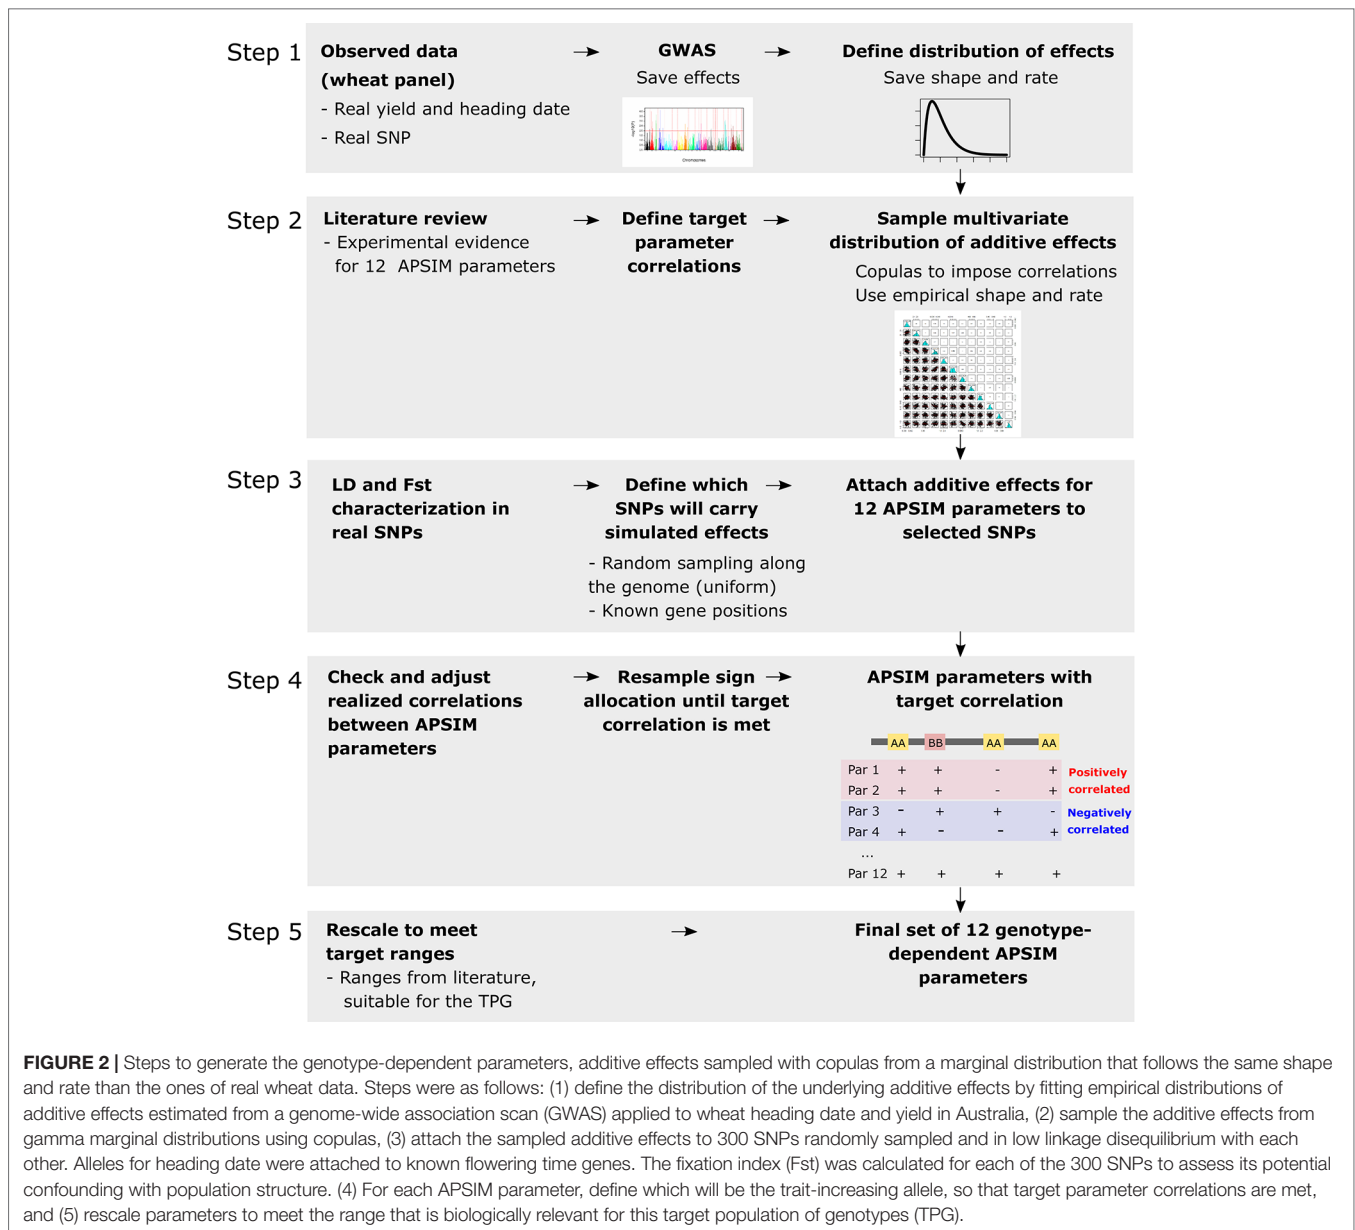 Step 1
Observed data
(wheat panel)
- Real yield and heading date
- Real SNP
GWAS
Save effects
Chromosomes
Define distribution of effects
Save shape and rate
Step 2
Literature review
- Experimental evidence
for 12 APSIM parameters
Define target
parameter
correlations
Sample multivariate
distribution of additive effects
Copulas to impose correlations
Use empirical shape and rate
Step 3
LD and Fst
characterization in
real SNPs
Define which
SNPs will carry
simulated effects
- Random sampling along
the genome (uniform)
- Known gene positions
Attach additive effects for
12 APSIM parameters to
selected SNPs
Step 4
Check and adjust
realized correlations
between APSIM
parameters
Resample sign
allocation until target
correlation is met
APSIM parameters with
target correlation
AA BB AA AA
Par 1 + + - + Positively
Par 2 + + - + correlated
Par 3 - + + - Negatively
Par 4 + - - + correlated
...
Par 12 + + + +
Step 5
Rescale to meet
target ranges
- Ranges from literature,
suitable for the TPG
Final set of 12 genotype-
dependent APSIM
parameters
FIGURE 2 | Steps to generate the genotype-dependent parameters, additive effects sampled with copulas from a marginal distribution that follows the same shape
and rate than the ones of real wheat data. Steps were as follows: (1) define the distribution of the underlying additive effects by fitting empirical distributions of
additive effects estimated from a genome-wide association scan (GWAS) applied to wheat heading date and yield in Australia, (2) sample the additive effects from
gamma marginal distributions using copulas, (3) attach the sampled additive effects to 300 SNPs randomly sampled and in low linkage disequilibrium with each
other. Alleles for heading date were attached to known flowering time genes. The fixation index (Fst) was calculated for each of the 300 SNPs to assess its potential
confounding with population structure. (4) For each APSIM parameter, define which will be the trait-increasing allele, so that target parameter correlations are met,
and (5) rescale parameters to meet the range that is biologically relevant for this target population of genotypes (TPG).